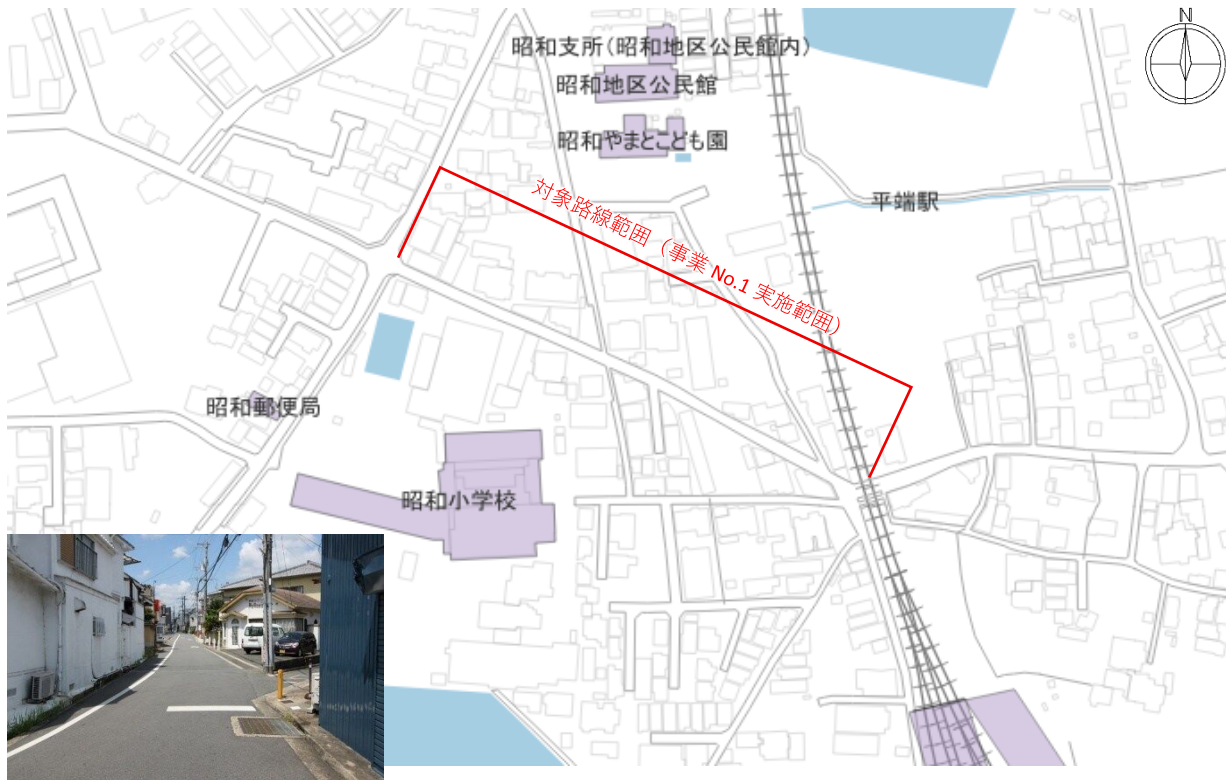 N
昭和支所(昭和地区公民館内)
昭和地区公民館
昭和やまとこども園
平端駅
対象路線範囲（事業 No.1 実施範囲）
昭和郵便局
昭和小学校